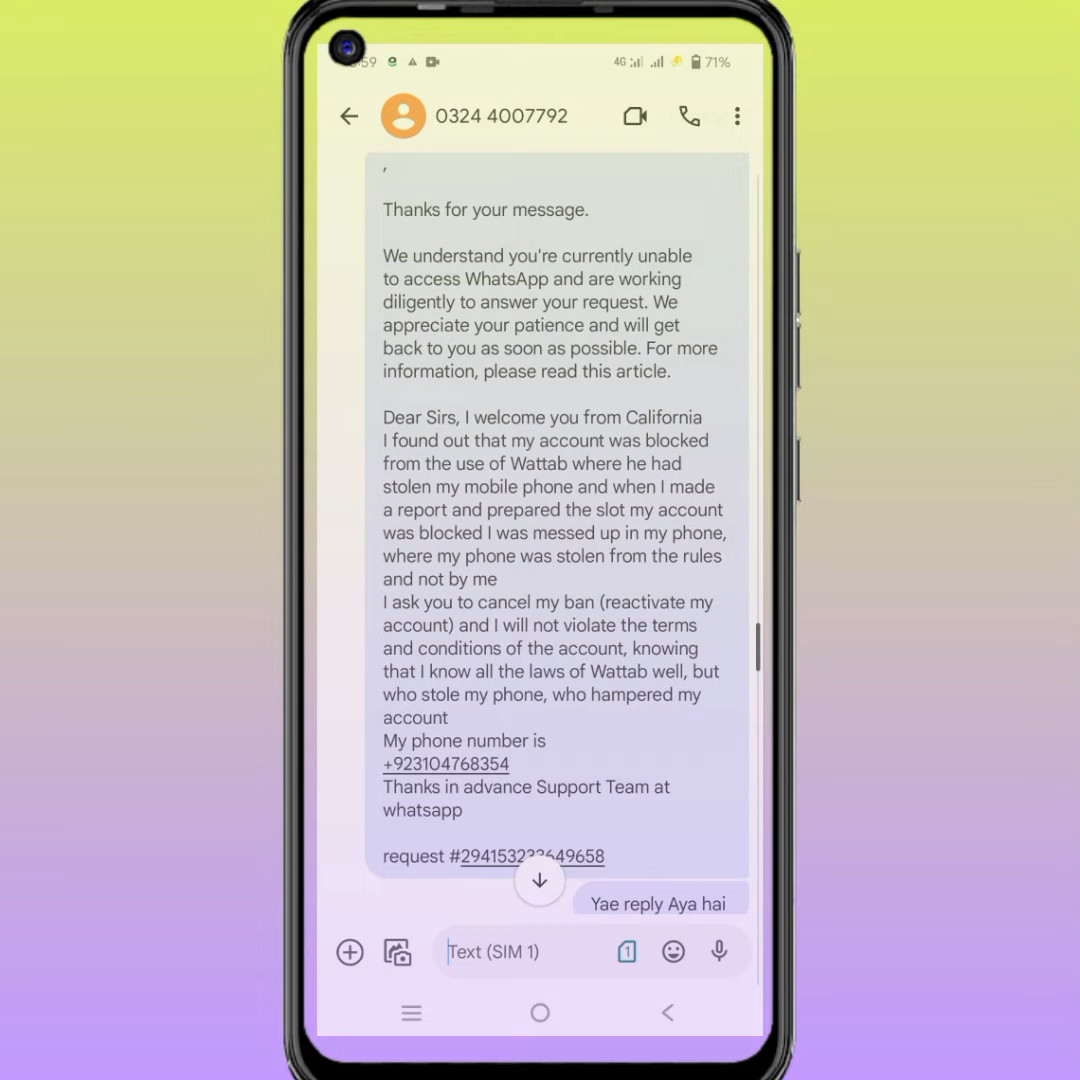 :59
4G
71%
0324 4007792
,
Thanks for your message.
We understand you're currently unable
to access WhatsApp and are working
diligently to answer your request. We
appreciate your patience and will get
back to you as soon as possible. For more
information, please read this article.
Dear Sirs, I welcome you from California
I found out that my account was blocked
from the use of Wattab where he had
stolen my mobile phone and when I made
a report and prepared the slot my account
was blocked I was messed up in my phone,
where my phone was stolen from the rules
and not by me
I ask you to cancel my ban (reactivate my
account) and I will not violate the terms
and conditions of the account, knowing
that I know all the laws of Wattab well, but
who stole my phone, who hampered my
account
My phone number is
+923104768354
Thanks in advance Support Team at
whatsapp
request #
Yae reply Aya hai
Text (SIM 1)
1